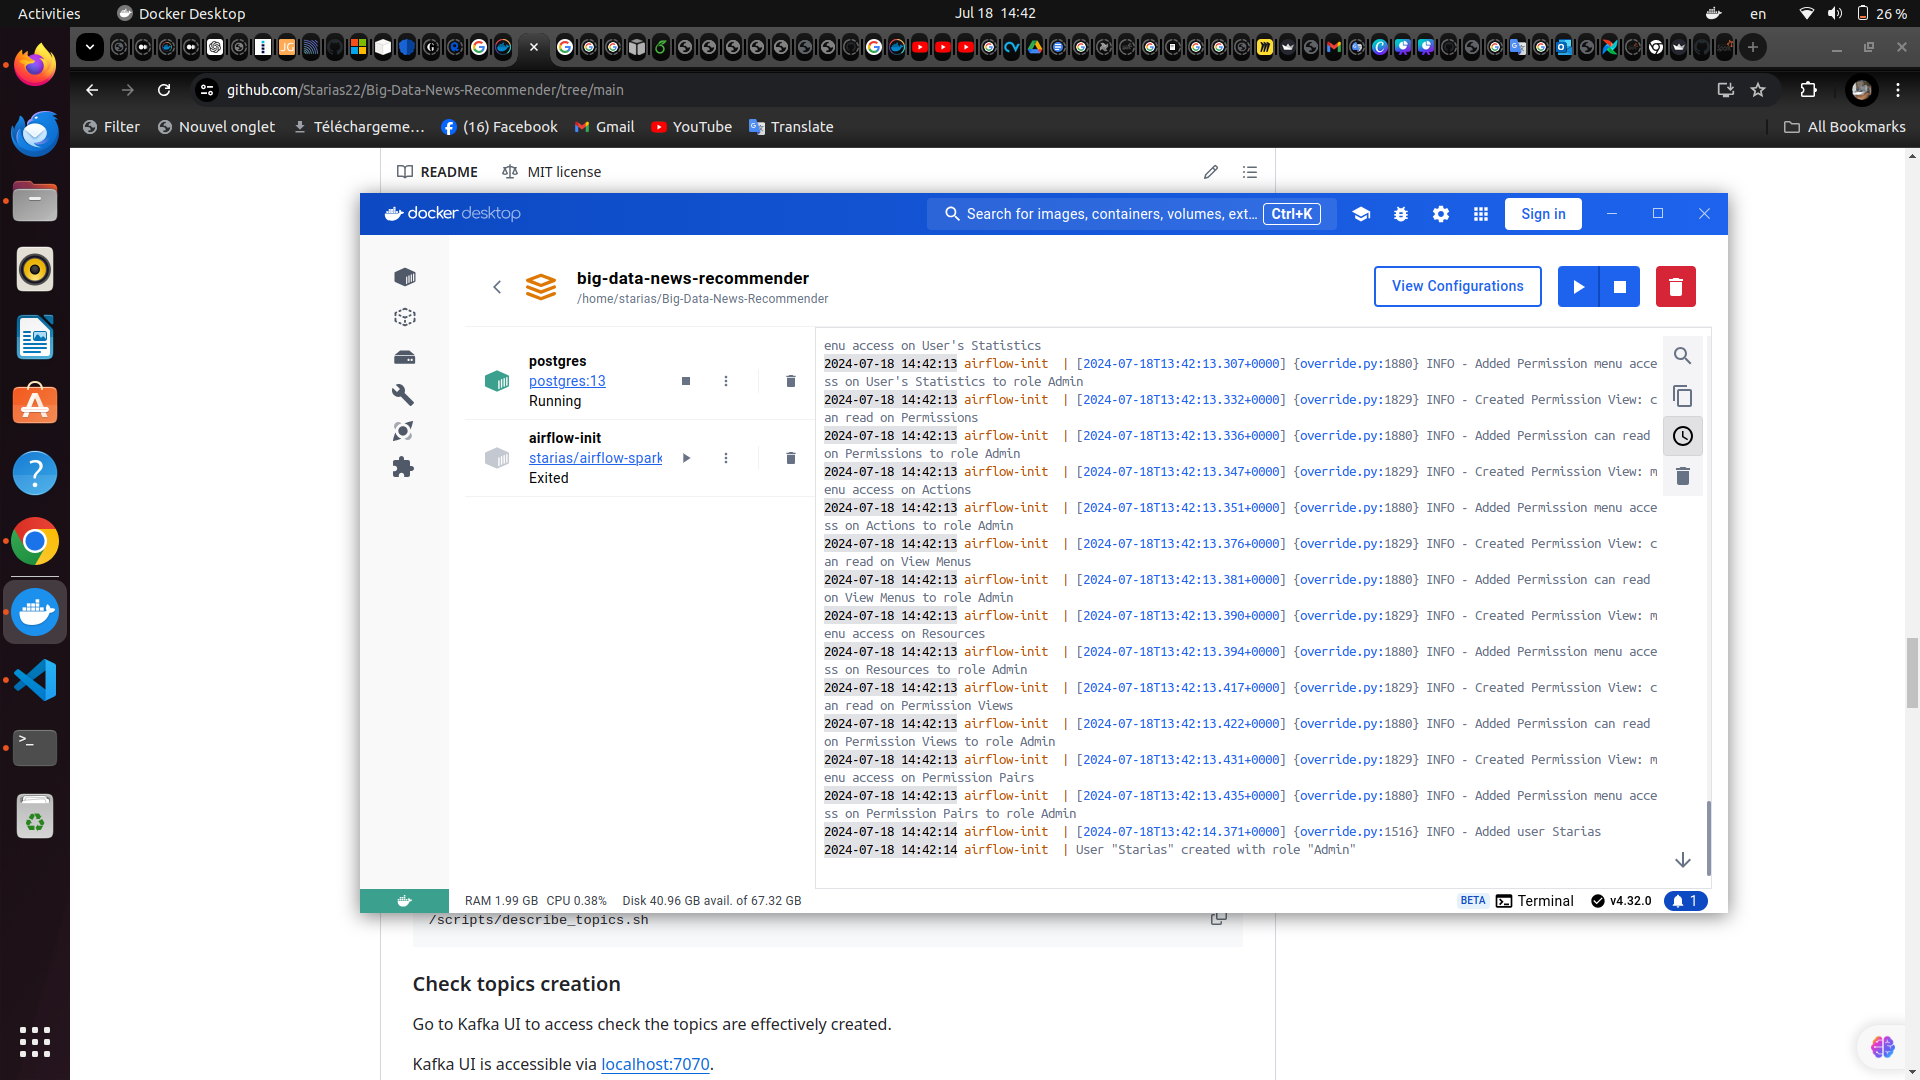 Activities
Docker Desktop
Jul 18 14:42
en
26 %
github.com/Starias22/Big-Data-News-Recommender/tree/main
Filter
Nouvel onglet
Téléchargeme…
(16) Facebook
Gmail
YouTube
Translate
All Bookmarks
README
MIT license
docker desktop
Search for images, containers, volumes, ext...
Ctrl+K
Sign in
big-data-news-recommender
/home/starias/Big-Data-News-Recommender
View Configurations
postgres
postgres:13
Running
airflow-init
starias/airflow-spark
Exited
enu access on User's Statistics
2024-07-18 14:42:13 airflow-init | [2024-07-18T13:42:13.307+0000] {override.py:1880} INFO - Added Permission menu acce
ss on User's Statistics to role Admin
2024-07-18 14:42:13 airflow-init | [2024-07-18T13:42:13.332+0000] {override.py:1829} INFO - Created Permission View: c
an read on Permissions
2024-07-18 14:42:13 airflow-init | [2024-07-18T13:42:13.336+0000] {override.py:1880} INFO - Added Permission can read
on Permissions to role Admin
2024-07-18 14:42:13 airflow-init | [2024-07-18T13:42:13.347+0000] {override.py:1829} INFO - Created Permission View: m
enu access on Actions
2024-07-18 14:42:13 airflow-init | [2024-07-18T13:42:13.351+0000] {override.py:1880} INFO - Added Permission menu acce
ss on Actions to role Admin
2024-07-18 14:42:13 airflow-init | [2024-07-18T13:42:13.376+0000] {override.py:1829} INFO - Created Permission View: c
an read on View Menus
2024-07-18 14:42:13 airflow-init | [2024-07-18T13:42:13.381+0000] {override.py:1880} INFO - Added Permission can read
on View Menus to role Admin
2024-07-18 14:42:13 airflow-init | [2024-07-18T13:42:13.390+0000] {override.py:1829} INFO - Created Permission View: m
enu access on Resources
2024-07-18 14:42:13 airflow-init | [2024-07-18T13:42:13.394+0000] {override.py:1880} INFO - Added Permission menu acce
ss on Resources to role Admin
2024-07-18 14:42:13 airflow-init | [2024-07-18T13:42:13.417+0000] {override.py:1829} INFO - Created Permission View: c
an read on Permission Views
2024-07-18 14:42:13 airflow-init | [2024-07-18T13:42:13.422+0000] {override.py:1880} INFO - Added Permission can read
on Permission Views to role Admin
2024-07-18 14:42:13 airflow-init | [2024-07-18T13:42:13.431+0000] {override.py:1829} INFO - Created Permission View: m
enu access on Permission Pairs
2024-07-18 14:42:13 airflow-init | [2024-07-18T13:42:13.435+0000] {override.py:1880} INFO - Added Permission menu acce
ss on Permission Pairs to role Admin
2024-07-18 14:42:14 airflow-init | [2024-07-18T13:42:14.371+0000] {override.py:1516} INFO - Added user Starias
2024-07-18 14:42:14 airflow-init | User "Starias" created with role "Admin"
RAM 1.99 GB CPU 0.38% Disk 40.96 GB avail. of 67.32 GB
BETA
Terminal
v4.32.0
1
/scripts/describe_topics.sh
Check topics creation
Go to Kafka UI to access check the topics are effectively created.
Kafka UI is accessible via localhost:7070.